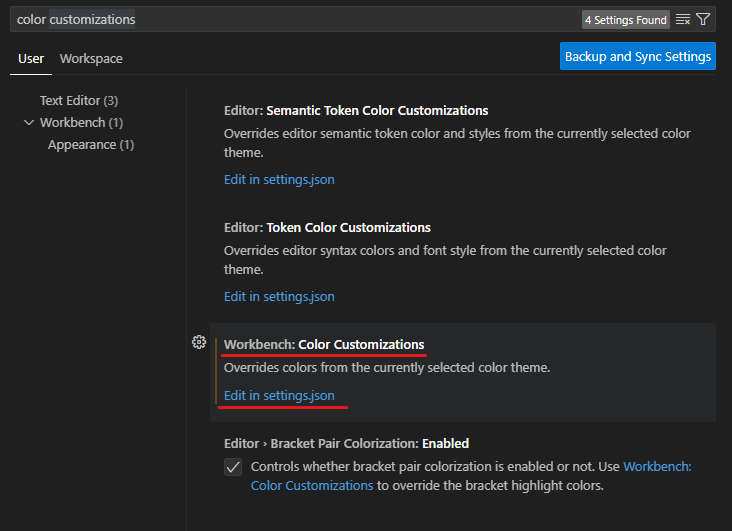 color customizations
4 Settings Found
User
Workspace
Backup and Sync Settings
Text Editor (3)
Workbench (1)
Appearance (1)
Editor: Semantic Token Color Customizations
Overrides editor semantic token color and styles from the currently selected color
theme.
Edit in settings.json
Editor: Token Color Customizations
Overrides editor syntax colors and font style from the currently selected color
theme.
Edit in settings.json
Workbench: Color Customizations
Overrides colors from the currently selected color theme.
Edit in settings.json
Editor › Bracket Pair Colorization: Enabled
Controls whether bracket pair colorization is enabled or not. Use Workbench:
Color Customizations to override the bracket highlight colors.